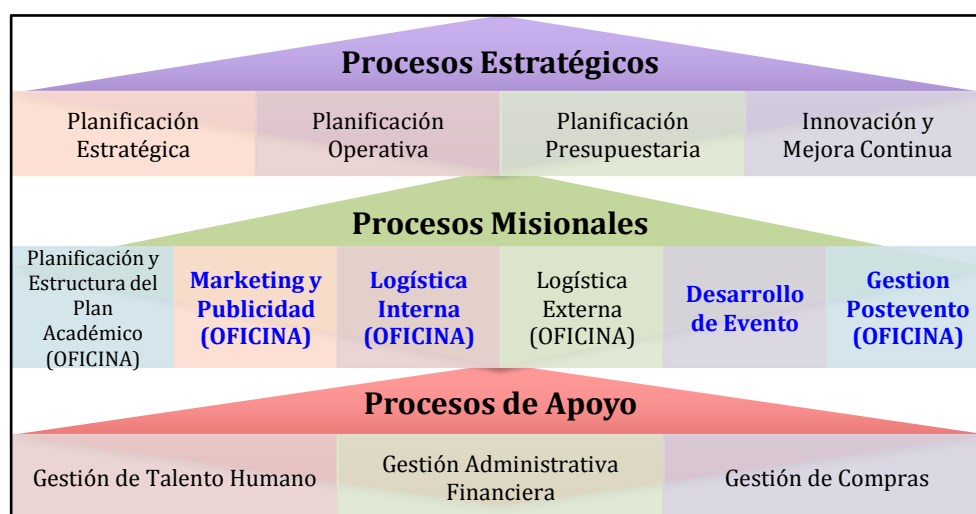 Procesos Estratégicos
Planificación
Estratégica
Planificación
Operativa
Planificación
Presupuestaria
Innovación y
Mejora Continua
Procesos Misionales
Planificación y
Estructura del
Plan
Académico
(OFICINA)
Marketing y
Publicidad
(OFICINA)
Logística
Interna
(OFICINA)
Logística
Externa
(OFICINA)
Desarrollo
de Evento
Gestion
Postevento
(OFICINA)
Procesos de Apoyo
Gestión de Talento Humano
Gestión Administrativa
Financiera
Gestión de Compras